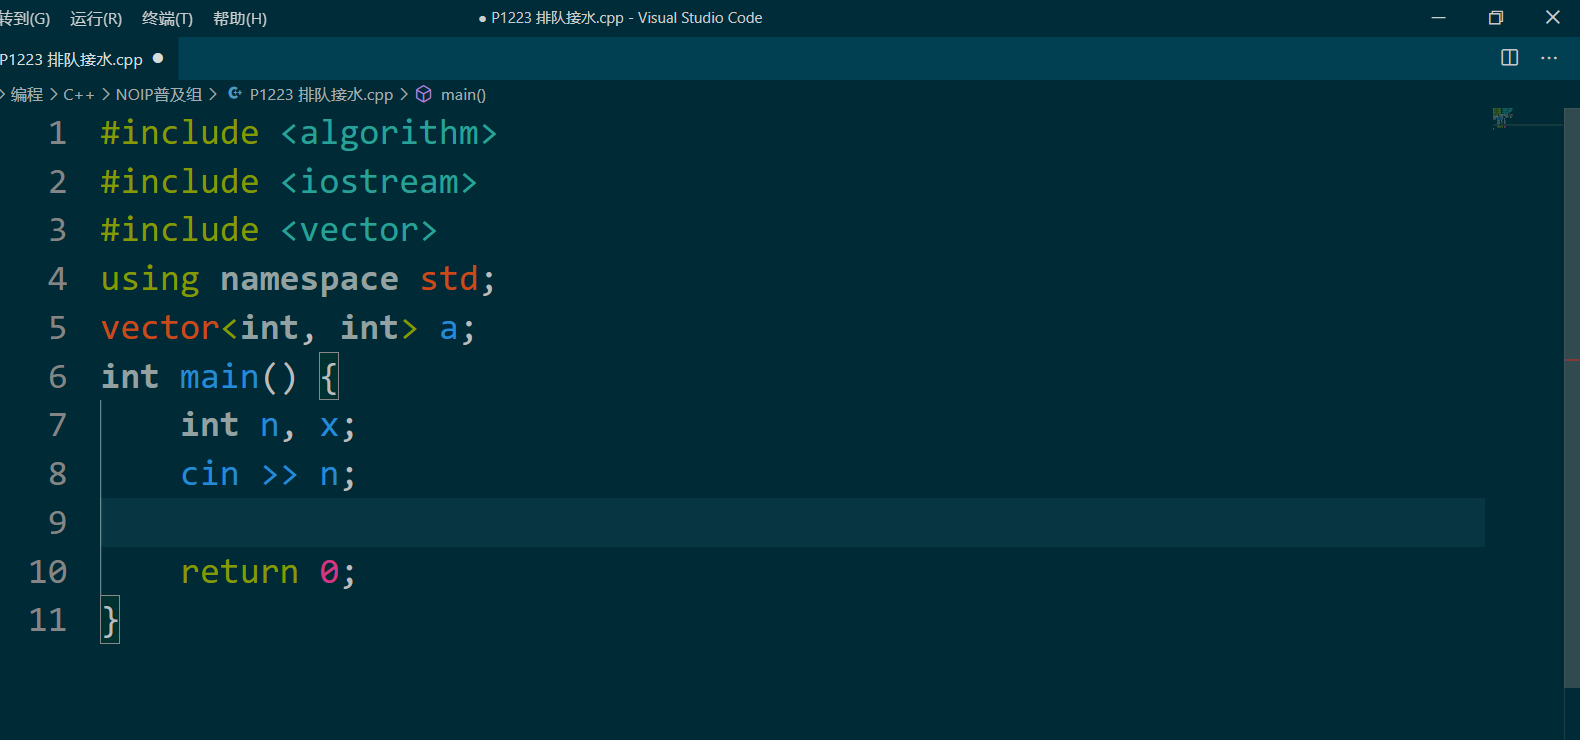 转到(G) 运行(R) 终端(T) 帮助(H) ● P1223 排队接水.cpp - Visual Studio Code
P1223 排队接水.cpp ●
> 编程 > C++ > NOIP普及组 > P1223 排队接水.cpp > main()
1 #include <algorithm>
2 #include <iostream>
3 #include <vector>
4 using namespace std;
5 vector<int, int> a;
6 int main() {
7     int n, x;
8     cin >> n;
9
10     return 0;
11 }